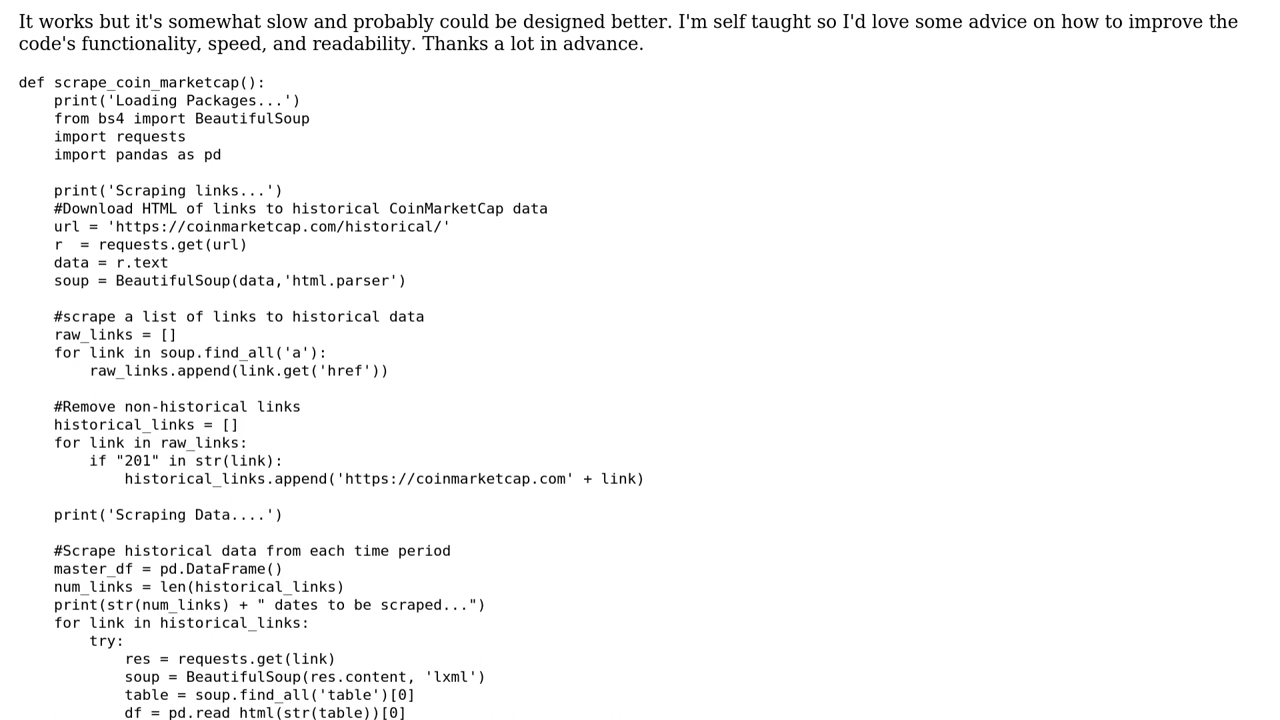 It works but it's somewhat slow and probably could be designed better. I'm self taught so I'd love some advice on how to improve the
code's functionality, speed, and readability. Thanks a lot in advance.
def scrape_coin_marketcap():
    print('Loading Packages...')
    from bs4 import BeautifulSoup
    import requests
    import pandas as pd
    print('Scraping links...')
    #Download HTML of links to historical CoinMarketCap data
    url = 'https://coinmarketcap.com/historical/'
    r  = requests.get(url)
    data = r.text
    soup = BeautifulSoup(data,'html.parser')
    #scrape a list of links to historical data
    raw_links = []
    for link in soup.find_all('a'):
        raw_links.append(link.get('href'))
    #Remove non-historical links
    historical_links = []
    for link in raw_links:
        if "201" in str(link):
            historical_links.append('https://coinmarketcap.com' + link)
    print('Scraping Data....')
    #Scrape historical data from each time period
    master_df = pd.DataFrame()
    num_links = len(historical_links)
    print(str(num_links) + " dates to be scraped...")
    for link in historical_links:
        try:
            res = requests.get(link)
            soup = BeautifulSoup(res.content, 'lxml')
            table = soup.find_all('table')[0]
            df = pd.read_html(str(table))[0]